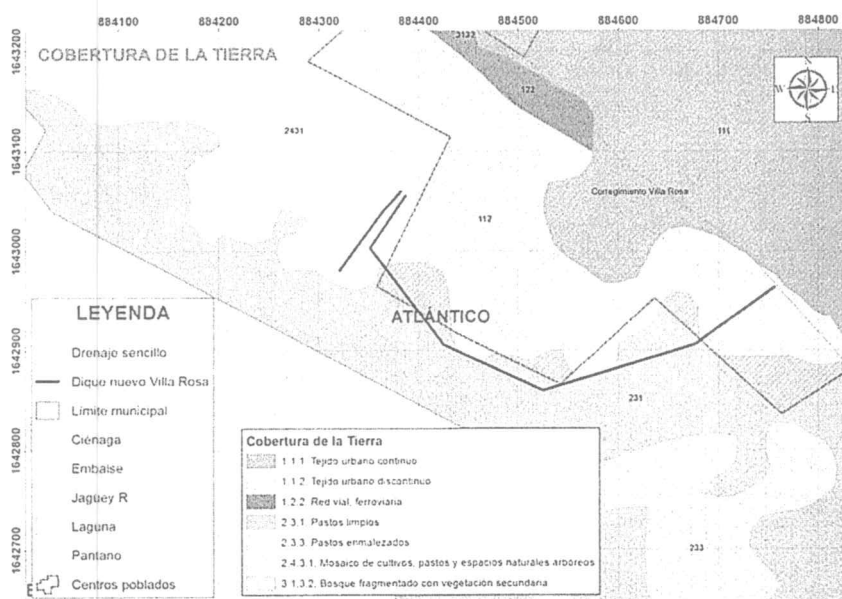 884100 884200 884300 884400 884500 884600 884700 884800
1643200
1643100
1643000
1642900
1642800
1642700
COBERTURA DE LA TIERRA
N
W E
S
3132
122
111
2431
Corregimiento Villa Rosa
112
ATLÁNTICO
231
233
LEYENDA
Drenaje sencillo
Dique nuevo Villa Rosa
Límite municipal
Ciénaga
Embalse
Jagüey R
Laguna
Pantano
Centros poblados
Cobertura de la Tierra
1.1.1. Tejido urbano continuo
1.1.2. Tejido urbano discontinuo
1.2.2. Red vial, ferroviaria
2.3.1. Pastos limpios
2.3.3. Pastos enmalezados
2.4.3.1. Mosaico de cultivos, pastos y espacios naturales arbóreos
3.1.3.2. Bosque fragmentado con vegetación secundaria